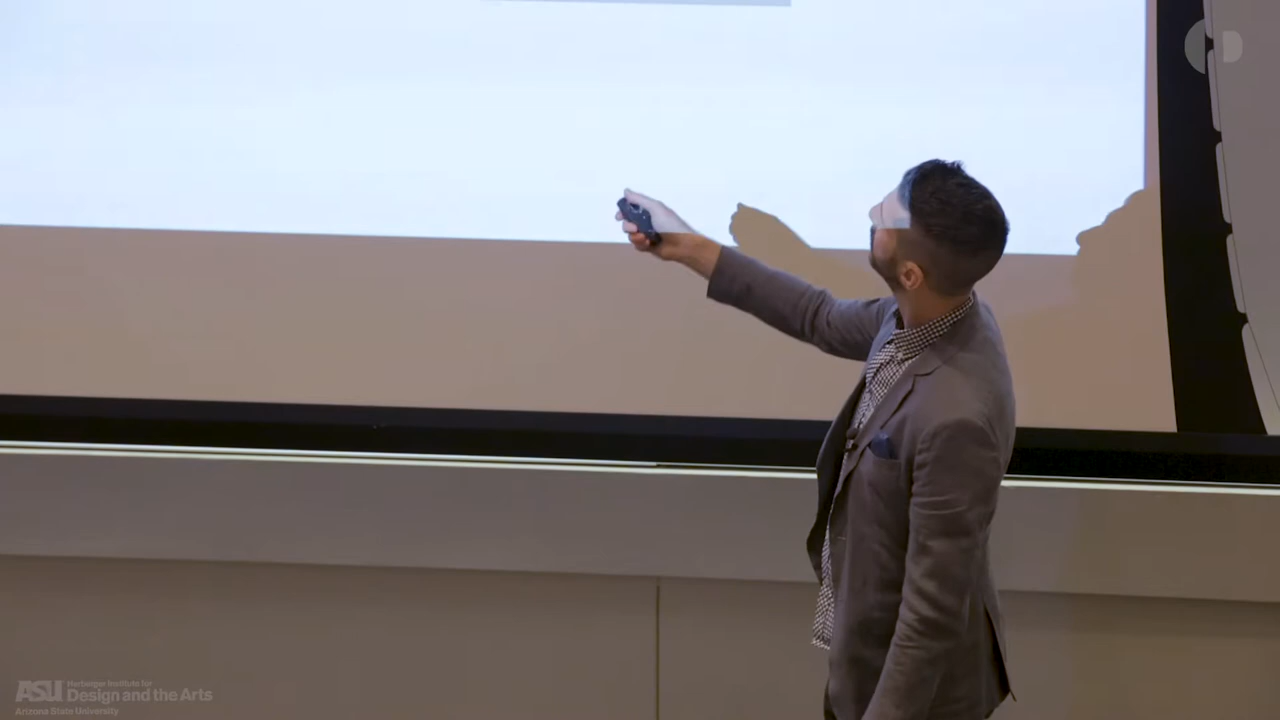 ASU Herberger Institute for
Design and the Arts
Arizona State University